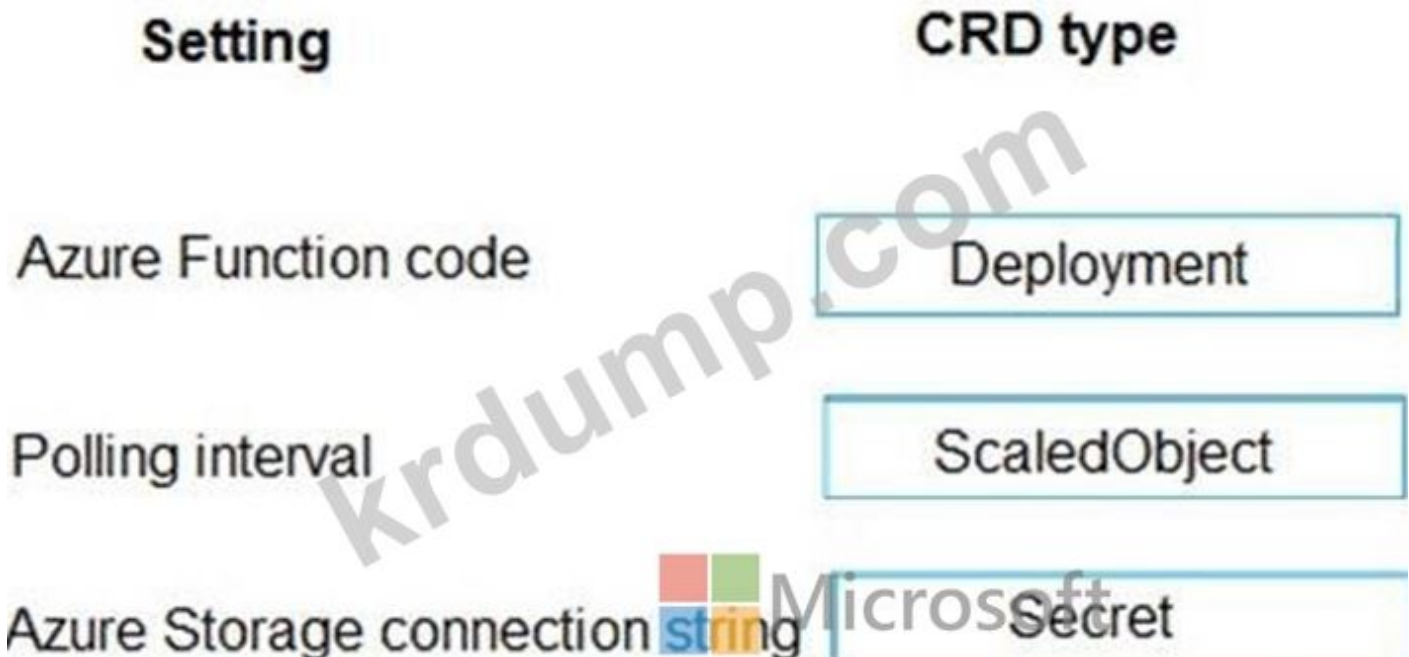 Setting CRD type
Azure Function code Deployment
Polling interval ScaledObject
Azure Storage connection string Secret
krdump.com
Microsoft